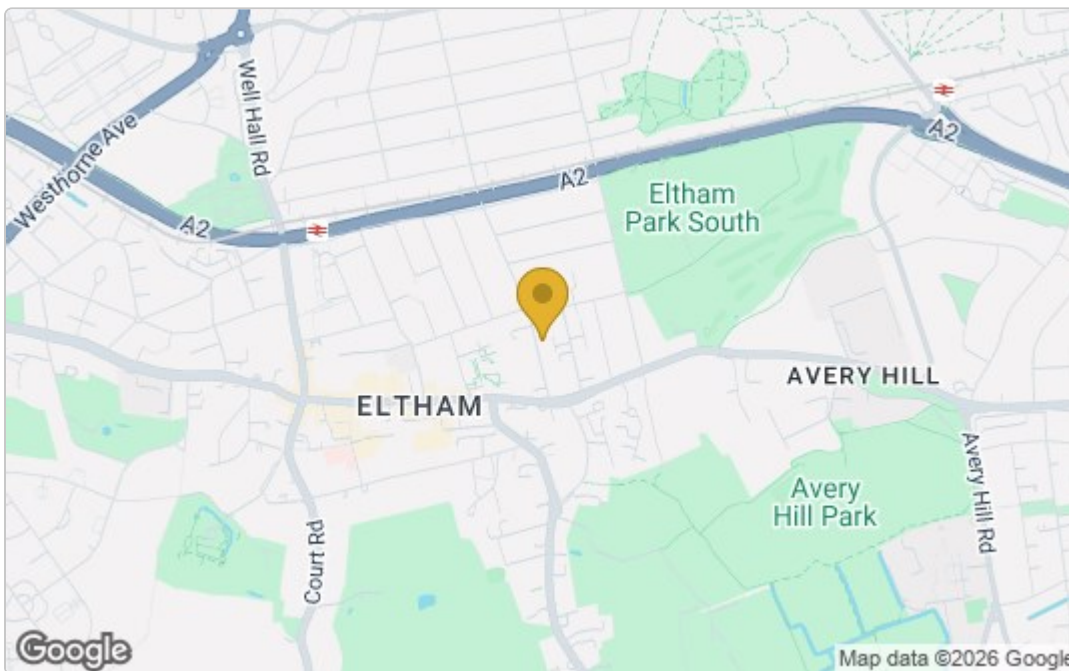 Westhorne Ave
Well Hall Rd
A2
A2
A2
Eltham
Park South
AVERY HILL
ELTHAM
Avery
Hill Park
Avery Hill Rd
Court Rd
Google
Map data ©2026 Google